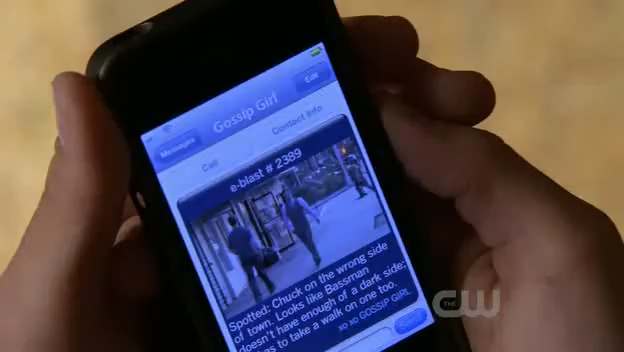 Gossip Girl
Edit
Messages
Call
Contact Info
e-blast # 2389
Spotted: Chuck on the wrong side
of town. Looks like Bassman
doesn't have enough of a dark side;
to take a walk on one too.
xo xo GOSSIP GIRL
THE CW